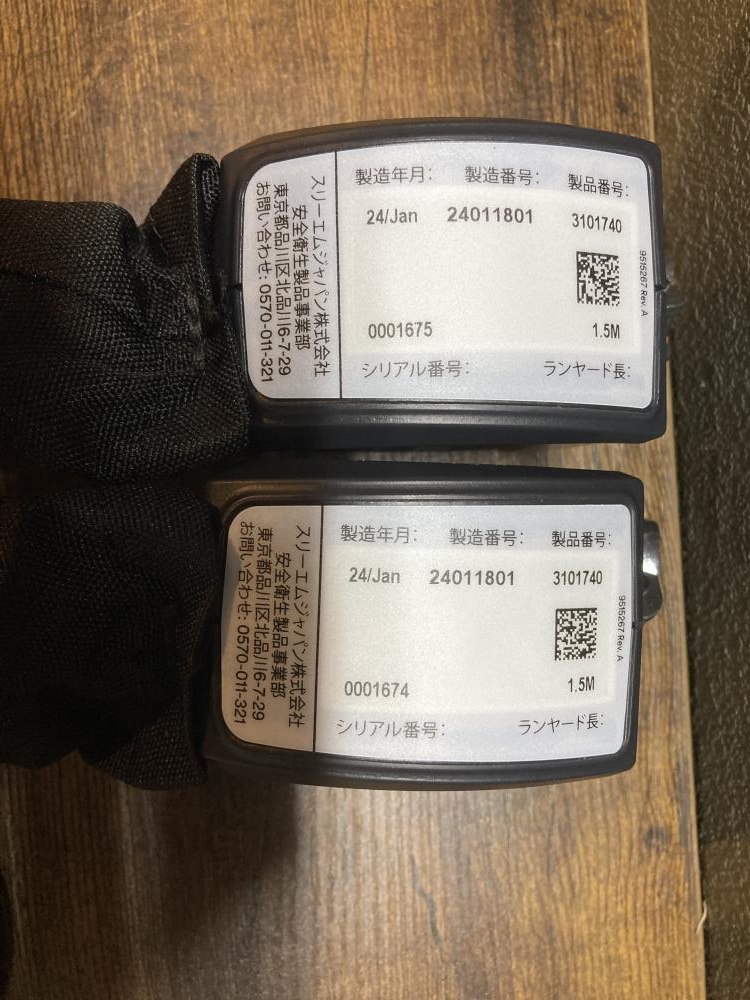 製造年月: 製造番号: 製品番号:
24/Jan 24011801 3101740
9515267 Rev. A
0001675 1.5M
シリアル番号: ランヤード長:
スリーエムジャパン株式会社
安全衛生製品事業部
東京都品川区北品川6-7-29
お問い合わせ: 0570-011-321
製造年月: 製造番号: 製品番号:
24/Jan 24011801 3101740
9515267 Rev. A
0001674 1.5M
シリアル番号: ランヤード長:
スリーエムジャパン株式会社
安全衛生製品事業部
東京都品川区北品川6-7-29
お問い合わせ: 0570-011-321